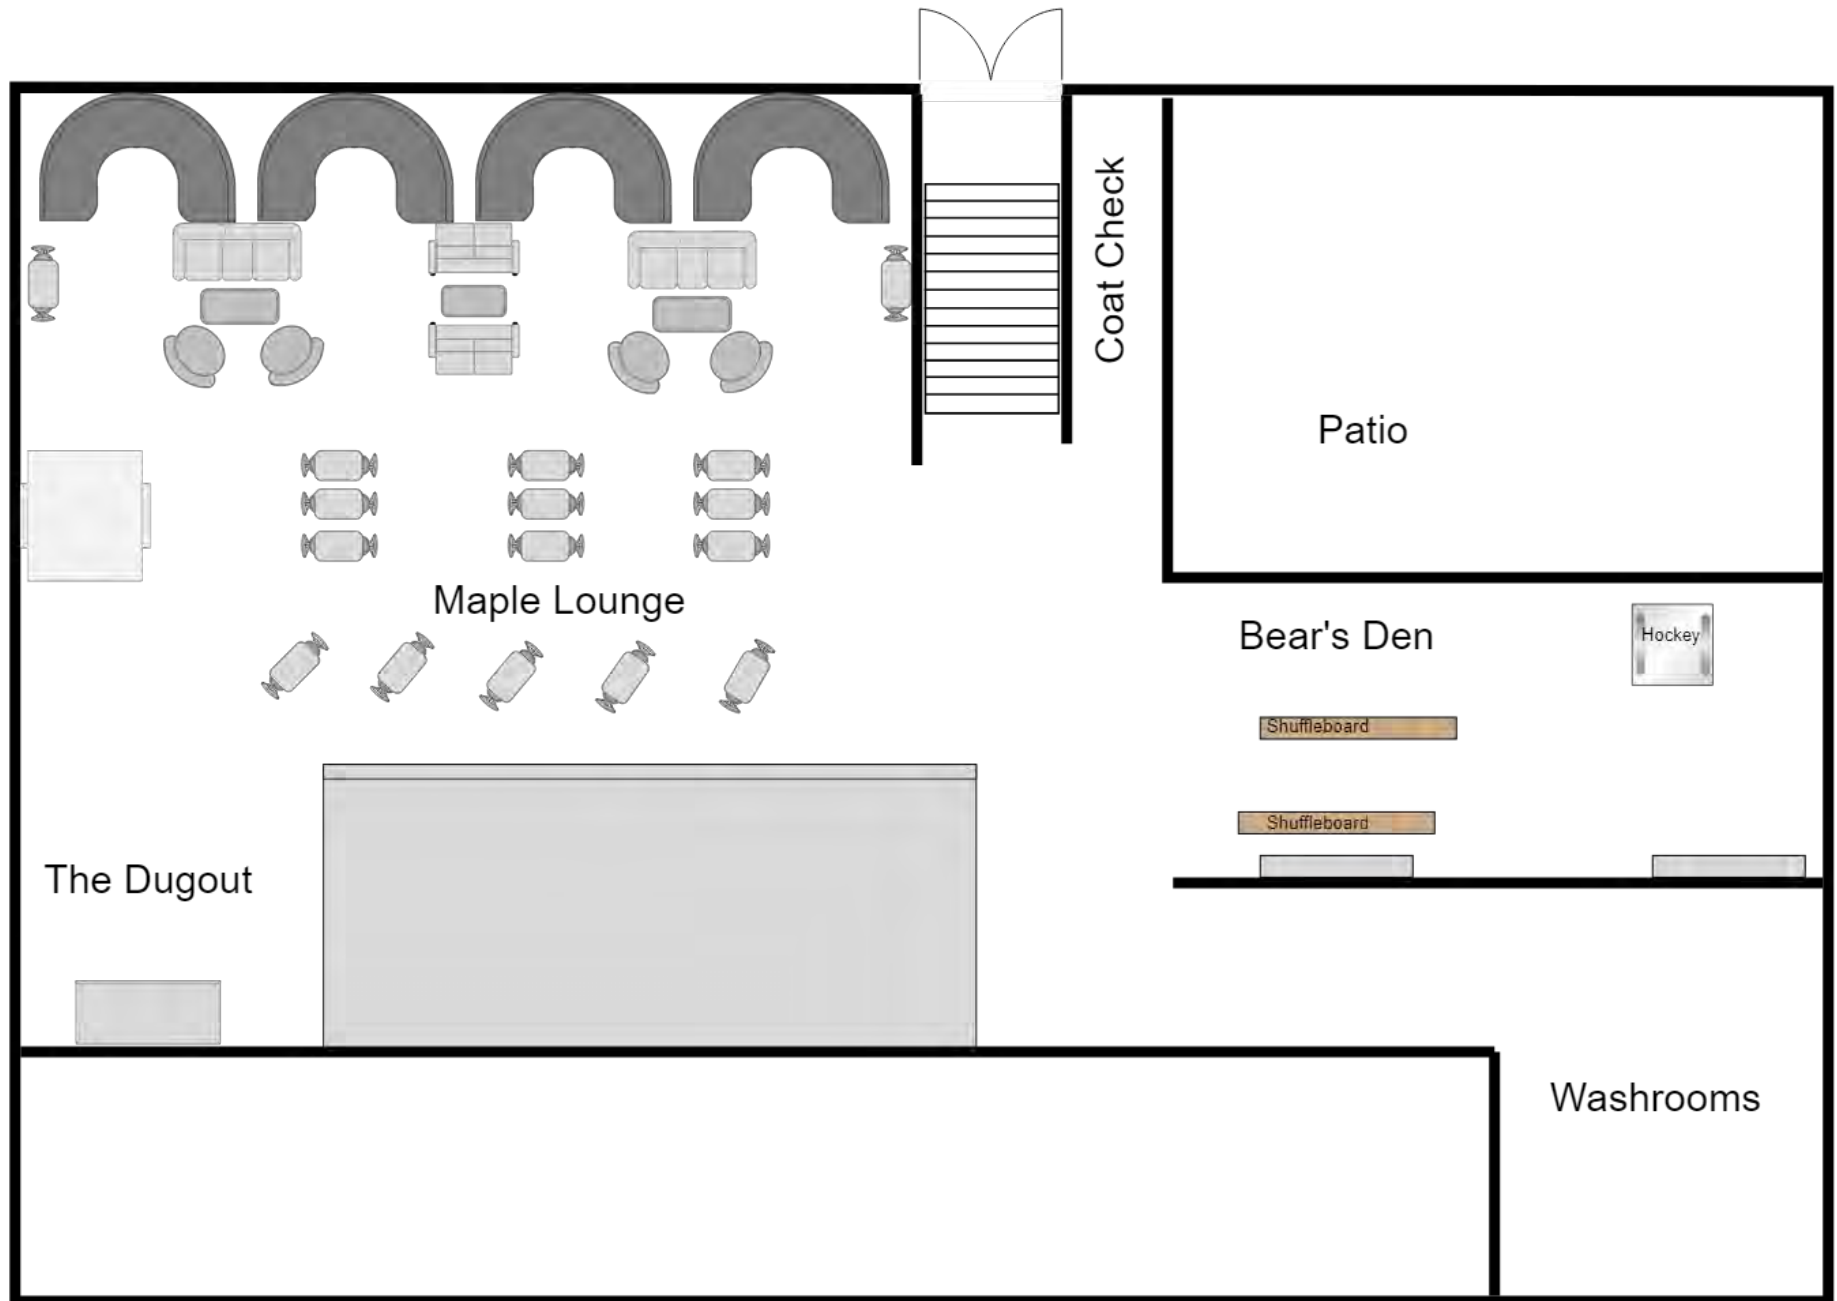 Coat Check
Patio
Maple Lounge
Bear's Den
Hockey
Shuffleboard
Shuffleboard
The Dugout
Washrooms